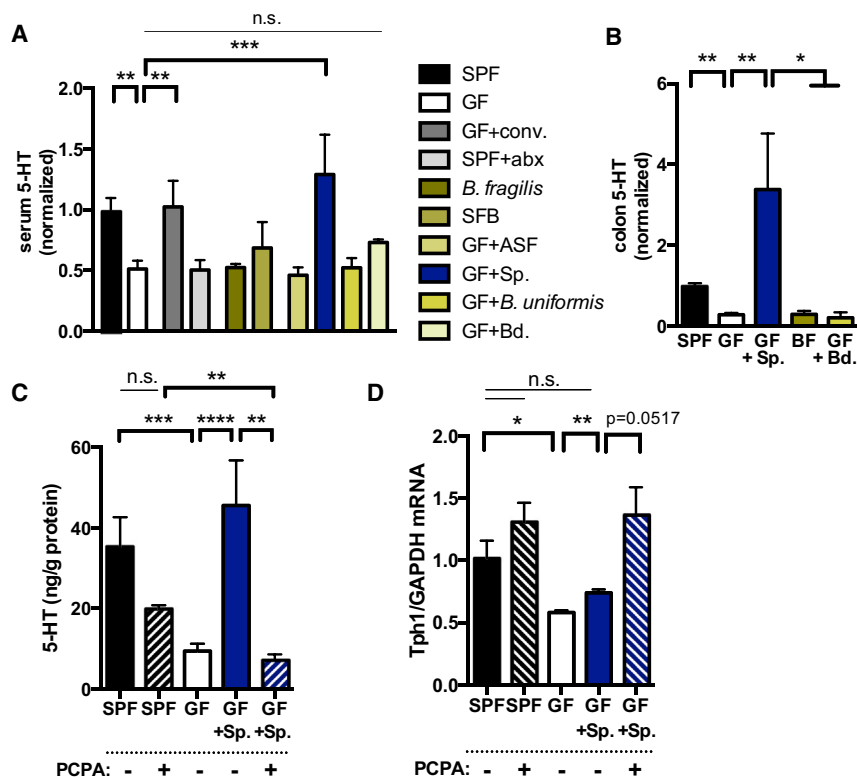 A
n.s.
***
** **
serum 5-HT
(normalized)
2.0
1.5
1.0
0.5
0.0
SPF
GF
GF+conv.
SPF+abx
B. fragilis
SFB
GF+ASF
GF+Sp.
GF+B. uniformis
GF+Bd.
B
** ** *
colon 5-HT
(normalized)
6
4
2
0
SPF GF GF BF GF
+ Sp. + Bd.
C
n.s. **
*** **** **
5-HT (ng/g protein)
60
40
20
0
SPF SPF GF GF GF
+Sp. +Sp.
PCPA: - + - - +
D
n.s.
* ** p=0.0517
Tph1/GAPDH mRNA
2.0
1.5
1.0
0.5
0.0
SPF SPF GF GF GF
+Sp. +Sp.
PCPA: - + - - +